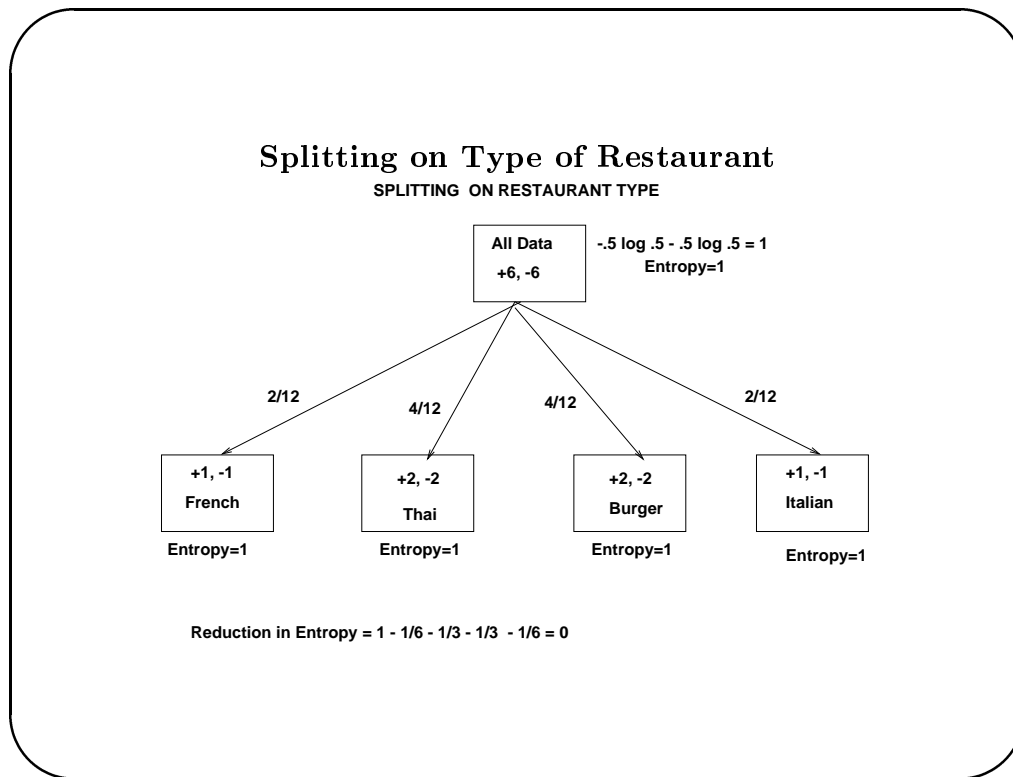 Splitting on Type of Restaurant
SPLITTING ON RESTAURANT TYPE
All Data
+6, -6
-.5 log .5 - .5 log .5 = 1
Entropy=1
2/12
4/12
4/12
2/12
+1, -1
French
Entropy=1
+2, -2
Thai
Entropy=1
+2, -2
Burger
Entropy=1
+1, -1
Italian
Entropy=1
Reduction in Entropy = 1 - 1/6 - 1/3 - 1/3 - 1/6 = 0